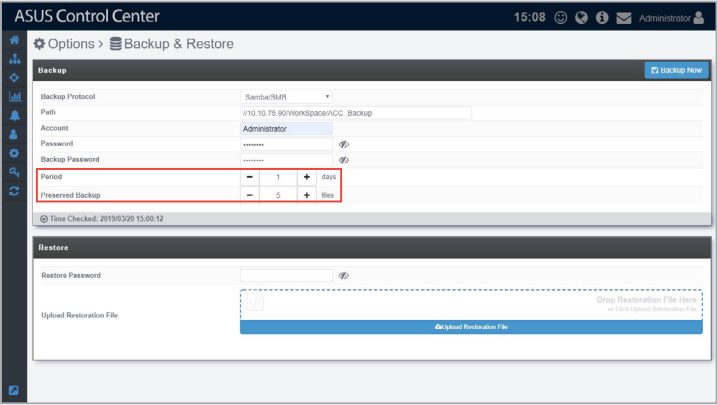 ASUS Control Center
15:08
Administrator
Options > Backup & Restore
Backup
Backup Now
Backup Protocol
Samba/SMB
Path
//10.10.75.90/WorkSpace/ACC_Backup
Account
Administrator
Password
••••••••
Backup Password
••••••••
Period
− 1 + days
Preserved Backup
− 5 + files
Time Checked: 2019/03/20 15:00:12
Restore
Restore Password
Drop Restoration File Here
or Click Upload Restoration File
Upload Restoration File
Upload Restoration File